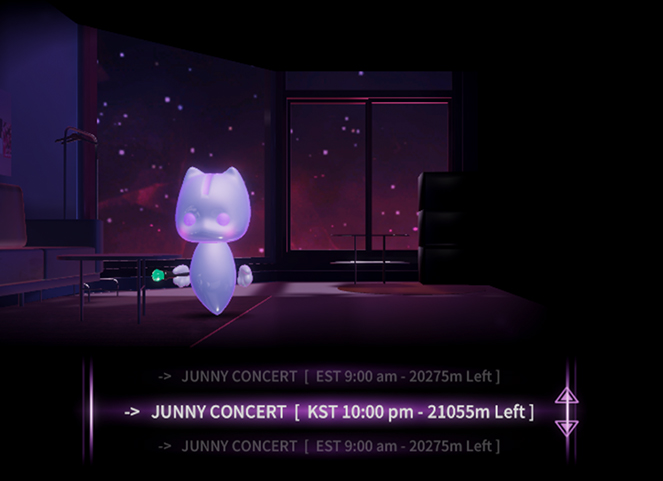 -> JUNNY CONCERT [ EST 9:00 am - 20275m Left ]
-> JUNNY CONCERT [ KST 10:00 pm - 21055m Left ]
-> JUNNY CONCERT [ EST 9:00 am - 20275m Left ]